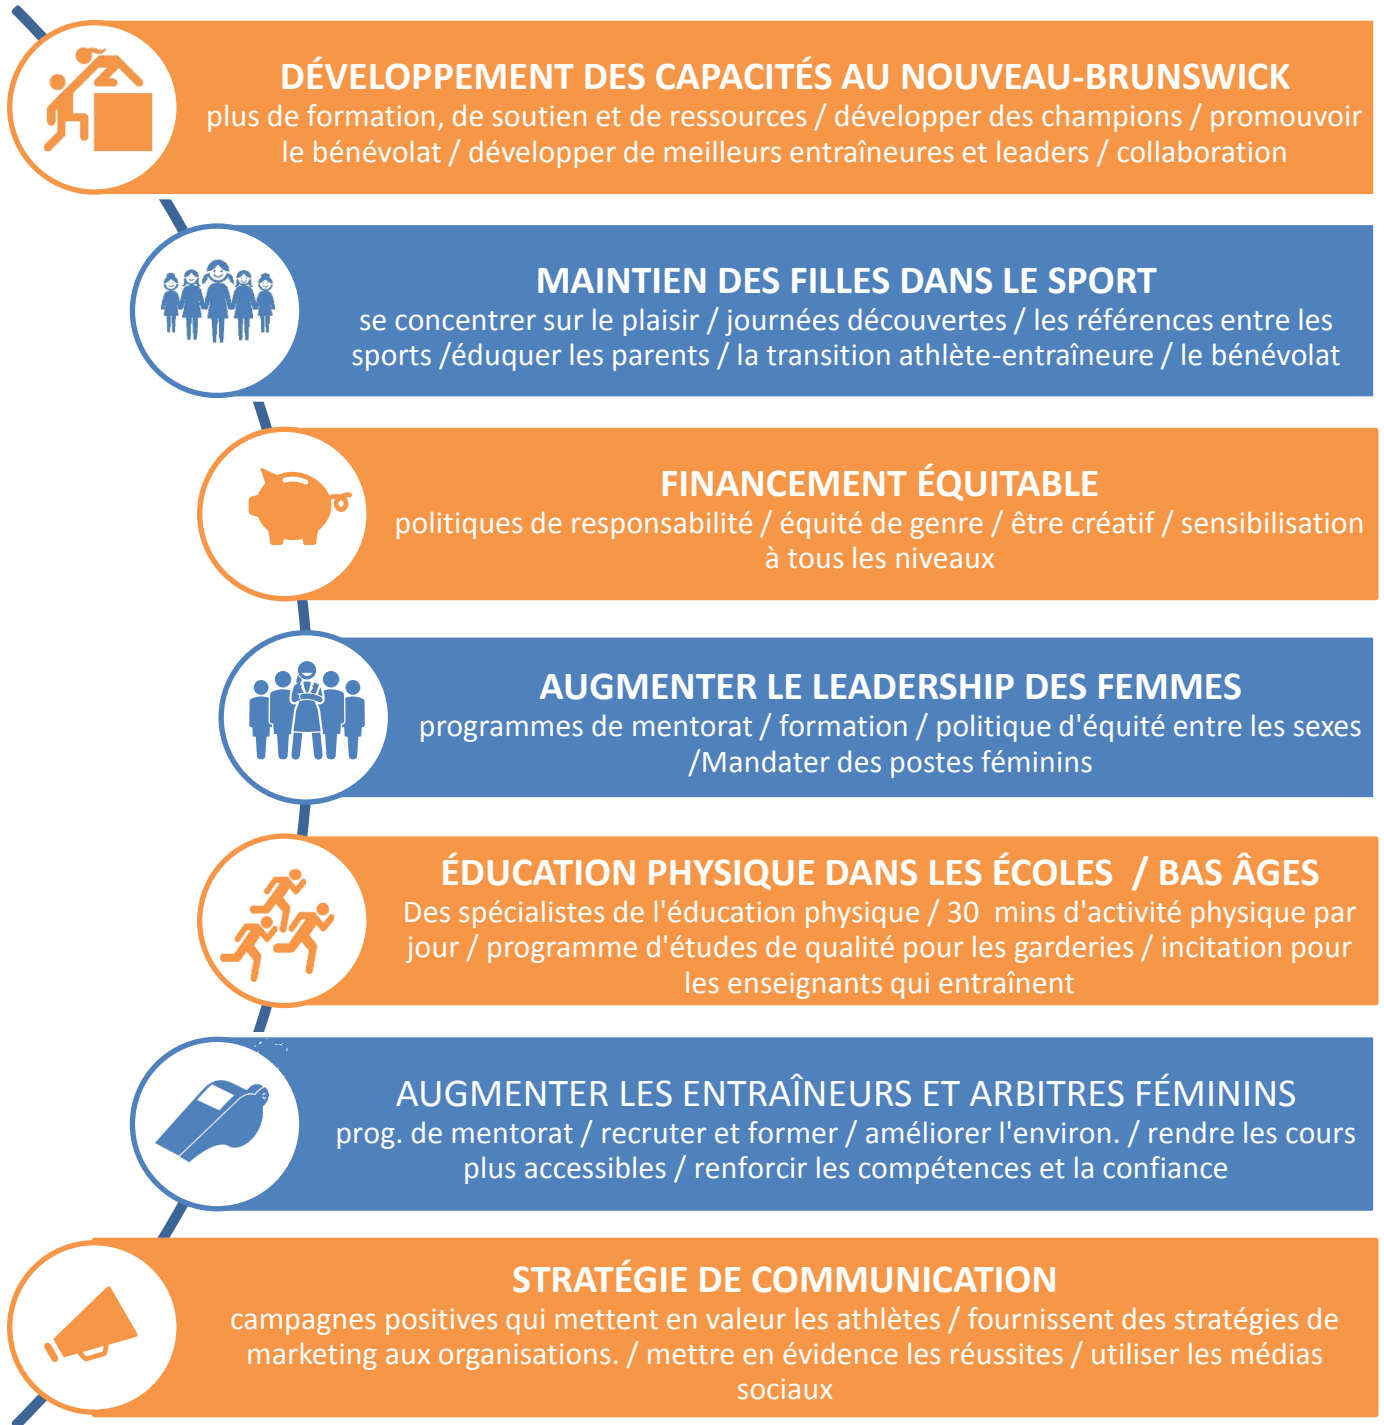 DÉVELOPPEMENT DES CAPACITÉS AU NOUVEAU-BRUNSWICK
plus de formation, de soutien et de ressources / développer des champions / promouvoir
le bénévolat / développer de meilleurs entraîneures et leaders / collaboration
MAINTIEN DES FILLES DANS LE SPORT
se concentrer sur le plaisir / journées découvertes / les références entre les
sports /éduquer les parents / la transition athlète-entraîneure / le bénévolat
FINANCEMENT ÉQUITABLE
politiques de responsabilité / équité de genre / être créatif / sensibilisation
à tous les niveaux
AUGMENTER LE LEADERSHIP DES FEMMES
programmes de mentorat / formation / politique d'équité entre les sexes
/Mandater des postes féminins
ÉDUCATION PHYSIQUE DANS LES ÉCOLES / BAS ÂGES
Des spécialistes de l'éducation physique / 30 mins d'activité physique par
jour / programme d'études de qualité pour les garderies / incitation pour
les enseignants qui entraînent
AUGMENTER LES ENTRAÎNEURS ET ARBITRES FÉMININS
prog. de mentorat / recruter et former / améliorer l'environ. / rendre les cours
plus accessibles / renforcir les compétences et la confiance
STRATÉGIE DE COMMUNICATION
campagnes positives qui mettent en valeur les athlètes / fournissent des stratégies de
marketing aux organisations. / mettre en évidence les réussites / utiliser les médias
sociaux